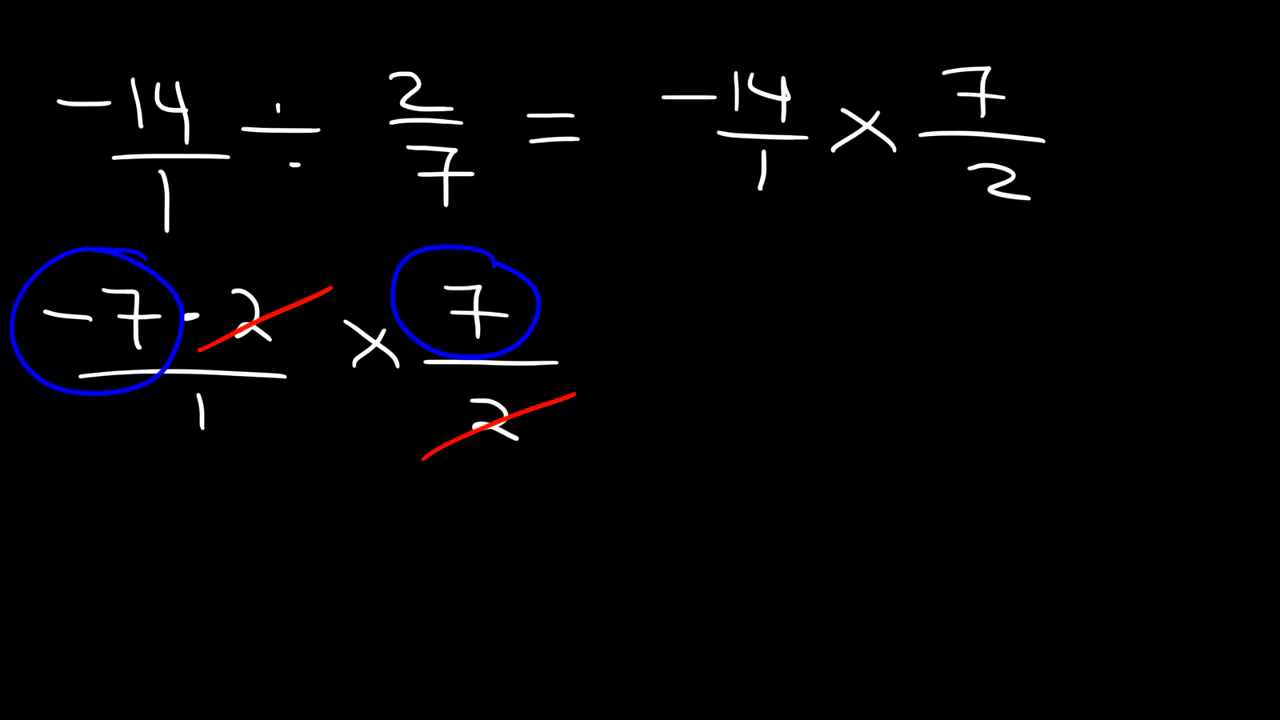 -14/1 ÷ 2/7 = -14/1 × 7/2
-7·2/1 × 7/2